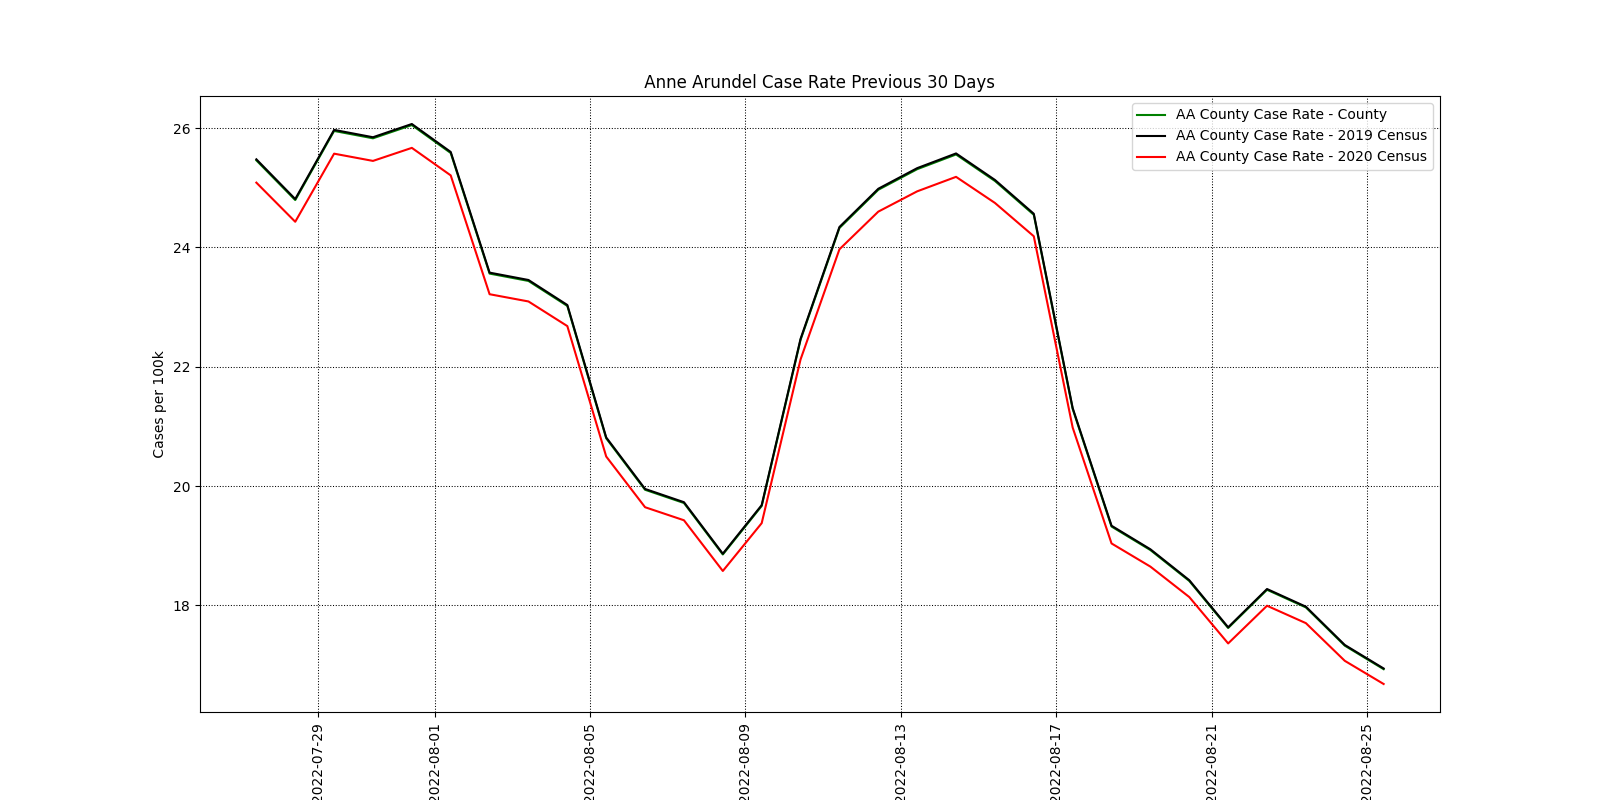 Anne Arundel Case Rate Previous 30 Days
AA County Case Rate - County
AA County Case Rate - 2019 Census
AA County Case Rate - 2020 Census
Cases per 100k
26
24
22
20
18
2022-07-29
2022-08-01
2022-08-05
2022-08-09
2022-08-13
2022-08-17
2022-08-21
2022-08-25